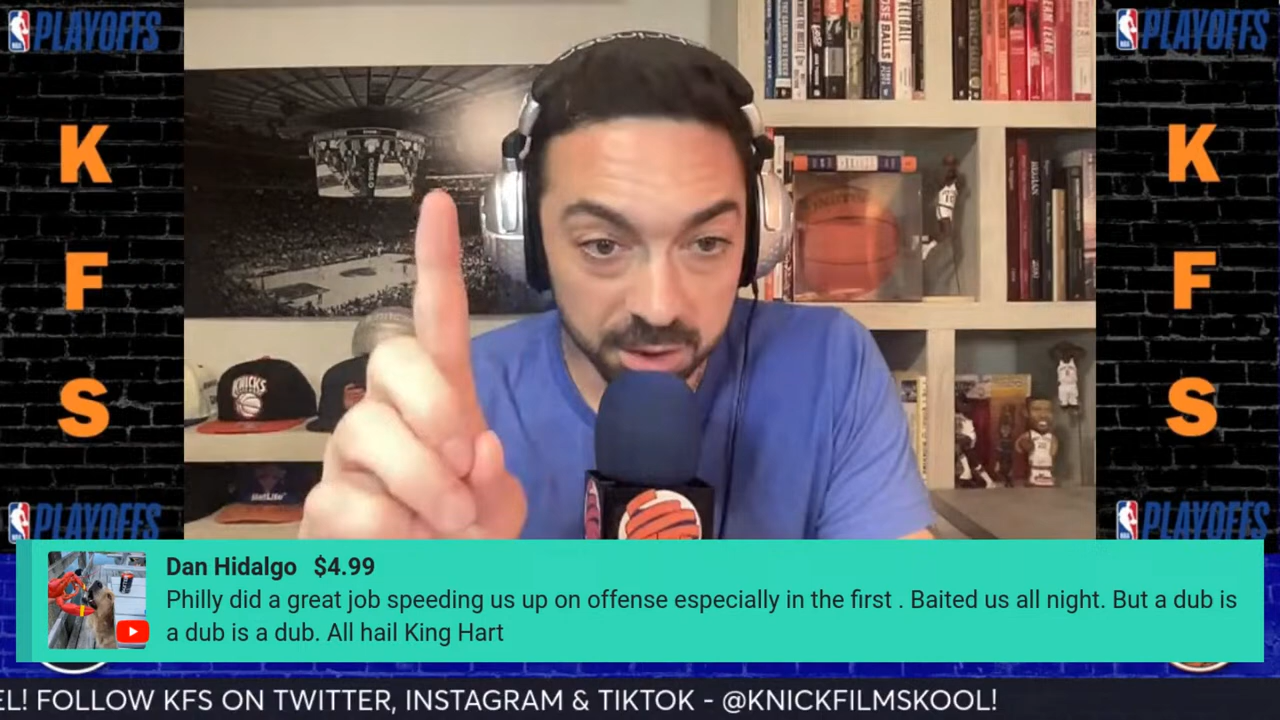 PLAYOFFS
PLAYOFFS
K
F
S
K
F
S
KNICKS
MetLife
PLAYOFFS
PLAYOFFS
Dan Hidalgo $4.99
Philly did a great job speeding us up on offense especially in the first . Baited us all night. But a dub is
a dub is a dub. All hail King Hart
EL! FOLLOW KFS ON TWITTER, INSTAGRAM & TIKTOK - @KNICKFILMSKOOL!